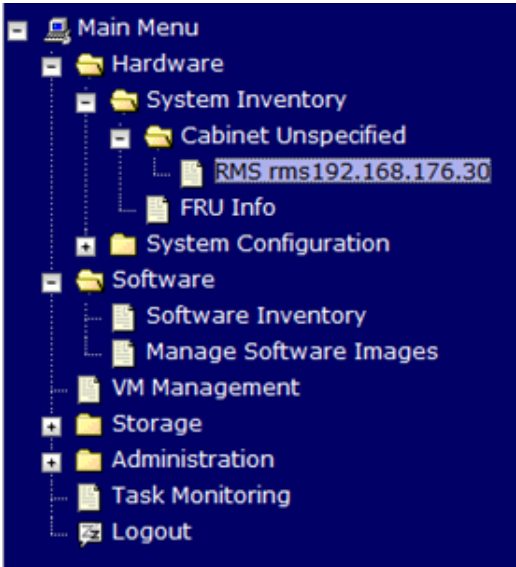 Main Menu
Hardware
System Inventory
Cabinet Unspecified
RMS rms192.168.176.30
FRU Info
System Configuration
Software
Software Inventory
Manage Software Images
VM Management
Storage
Administration
Task Monitoring
Logout